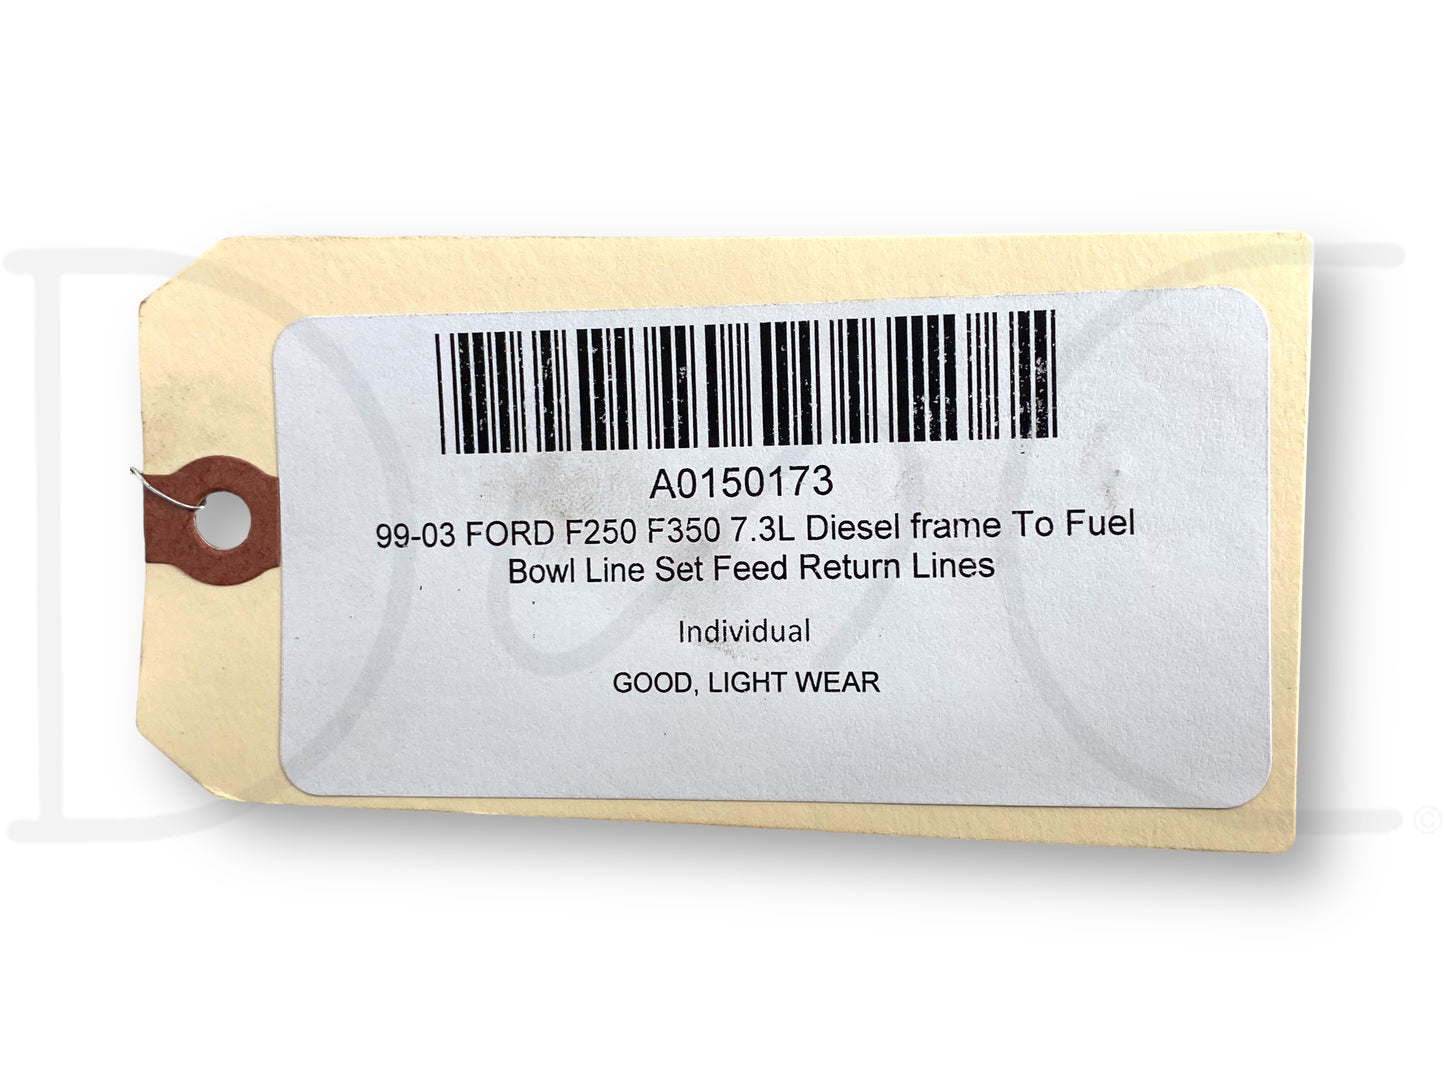 A0150173
99-03 FORD F250 F350 7.3L Diesel frame To Fuel
Bowl Line Set Feed Return Lines
Individual
GOOD, LIGHT WEAR
D C
©